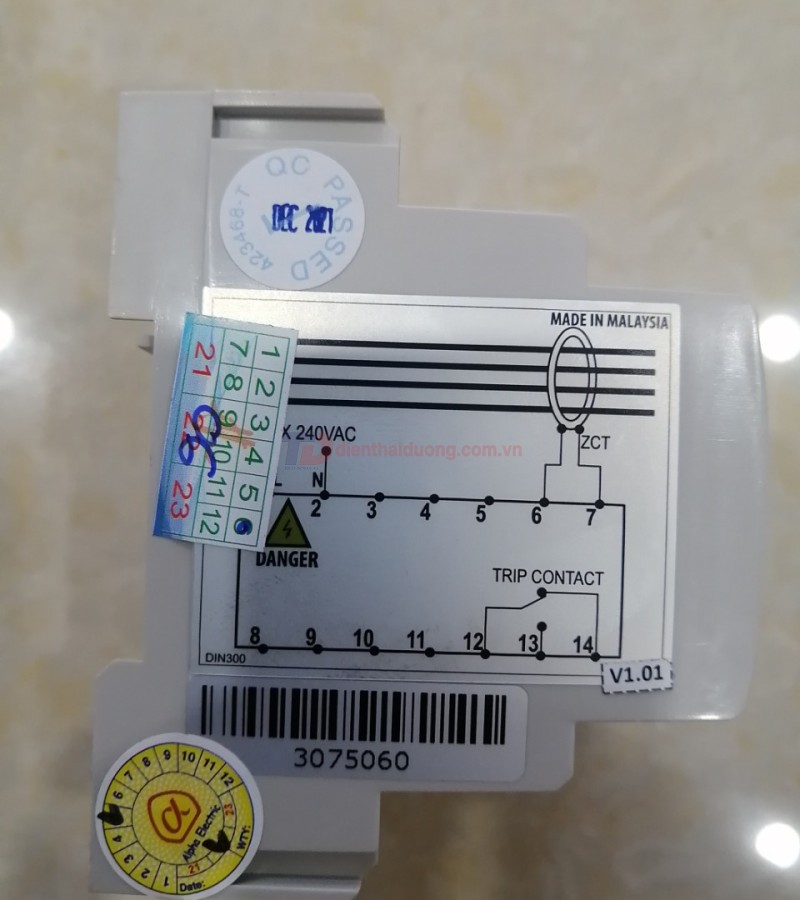 QC PASSED
A23468-T
DEC 2021
MADE IN MALAYSIA
1 2 3 4 5
7 8 9 10 11 12
21 22 23
X 240VAC
dienthaiduong.com.vn
ZCT
L N
2 3 4 5 6 7
DANGER
TRIP CONTACT
8 9 10 11 12 13 14
DIN300
V1.01
3075060
1 2 3 4 6 7 8 9 10 11 12
Alpha Electric
21 23
Date:
WTY: